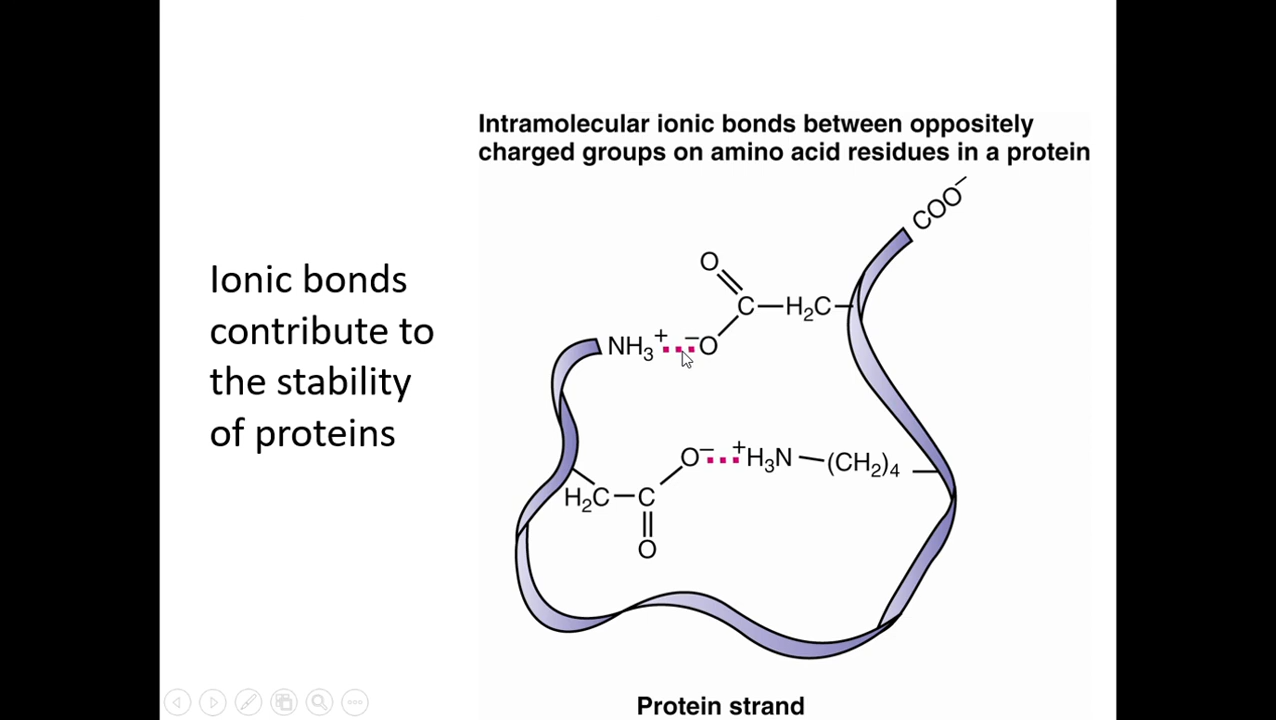 Intramolecular ionic bonds between oppositely
charged groups on amino acid residues in a protein
Ionic bonds
contribute to
the stability
of proteins
COO⁻
O
C—H₂C—
NH₃⁺...⁻O
O⁻...⁺H₃N—(CH₂)₄—
H₂C—C
O
Protein strand